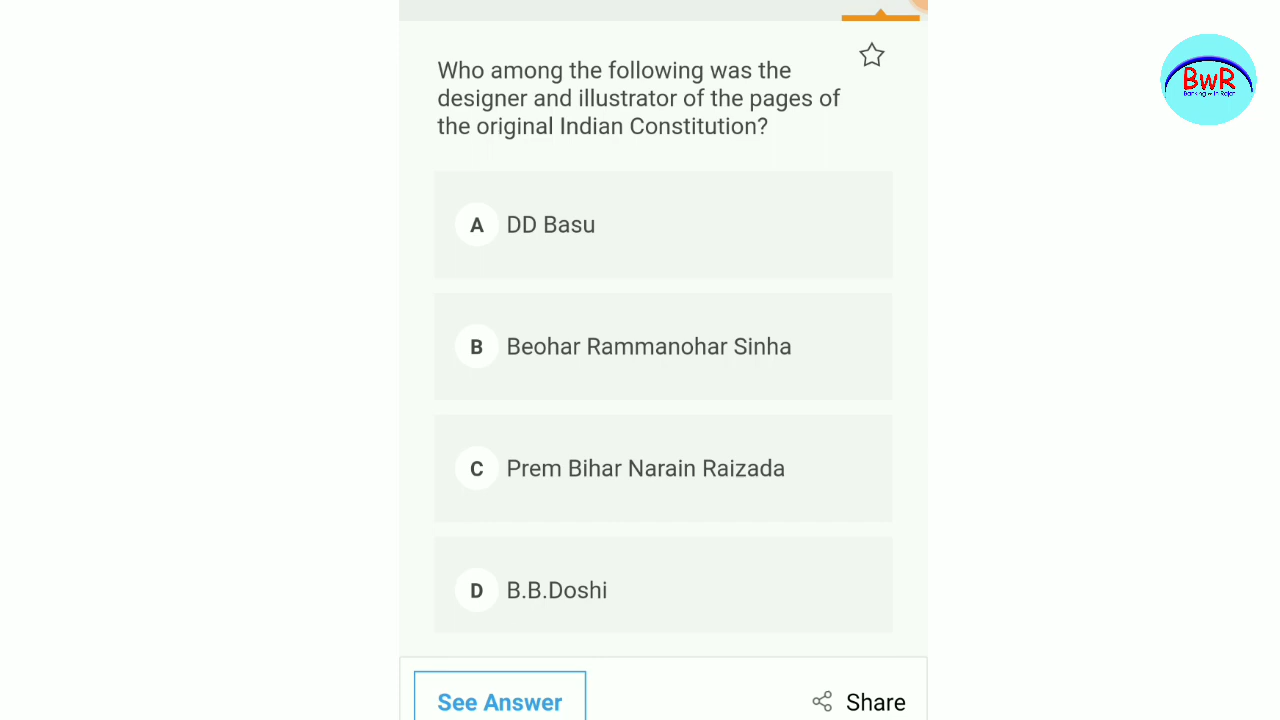 Who among the following was the
designer and illustrator of the pages of
the original Indian Constitution?
A DD Basu
B Beohar Rammanohar Sinha
C Prem Bihar Narain Raizada
D B.B.Doshi
See Answer
Share
BwR